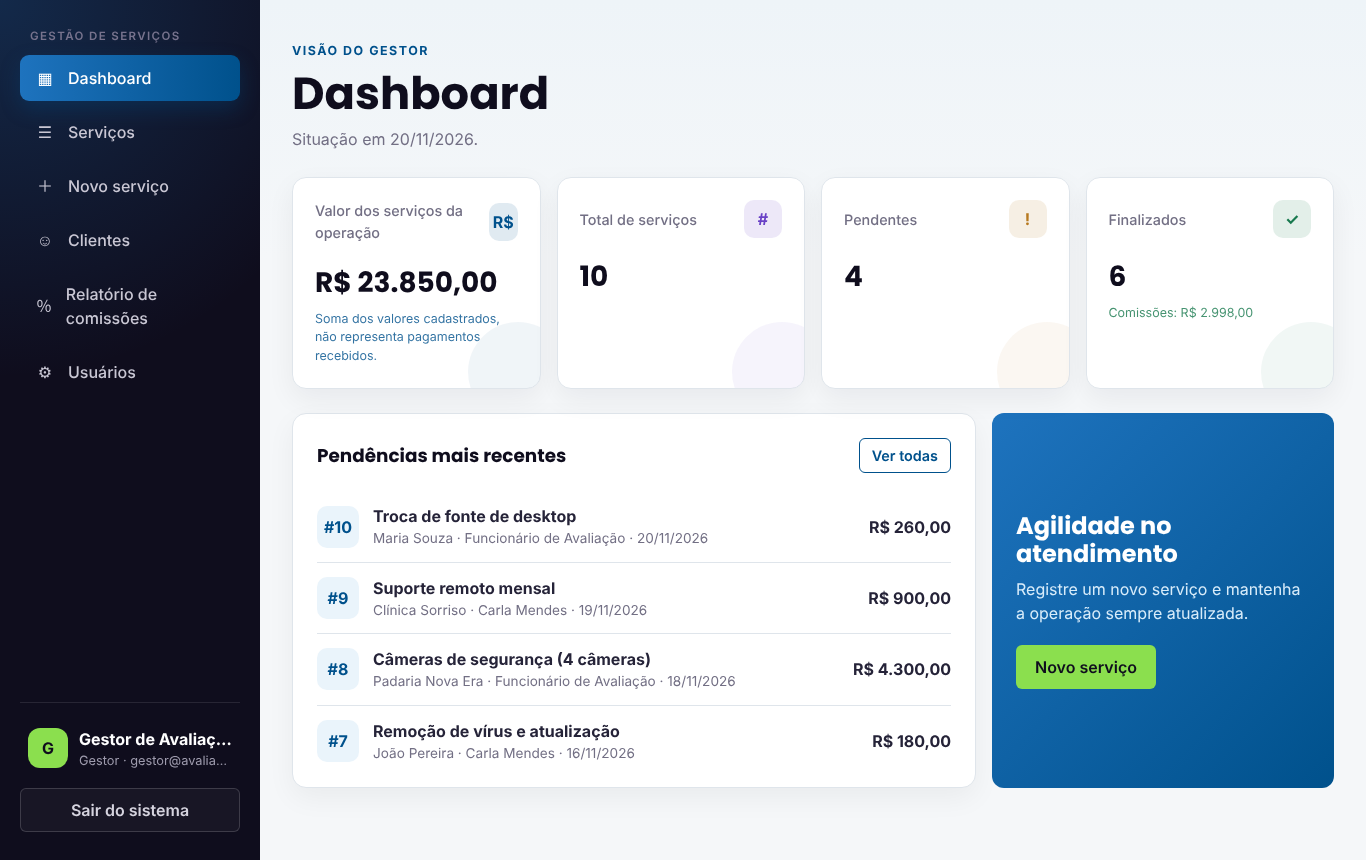 GESTÃO DE SERVIÇOS
Dashboard
Serviços
Novo serviço
Clientes
% Relatório de
comissões
Usuários
G
Gestor de Avaliaç...
Gestor · gestor@avalia...
Sair do sistema
VISÃO DO GESTOR
Dashboard
Situação em 20/11/2026.
Valor dos serviços da
operação
R$
R$ 23.850,00
Soma dos valores cadastrados,
não representa pagamentos
recebidos.
Total de serviços
#
10
Pendentes
!
4
Finalizados
✓
6
Comissões: R$ 2.998,00
Pendências mais recentes
Ver todas
#10
Troca de fonte de desktop
Maria Souza · Funcionário de Avaliação · 20/11/2026
R$ 260,00
#9
Suporte remoto mensal
Clínica Sorriso · Carla Mendes · 19/11/2026
R$ 900,00
#8
Câmeras de segurança (4 câmeras)
Padaria Nova Era · Funcionário de Avaliação · 18/11/2026
R$ 4.300,00
#7
Remoção de vírus e atualização
João Pereira · Carla Mendes · 16/11/2026
R$ 180,00
Agilidade no
atendimento
Registre um novo serviço e mantenha
a operação sempre atualizada.
Novo serviço